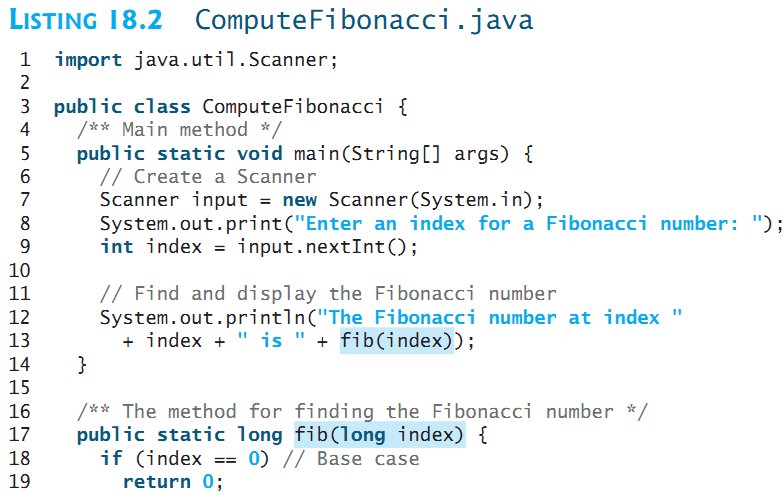 LISTING 18.2 ComputeFibonacci.java
1 import java.util.Scanner;
2
3 public class ComputeFibonacci {
4 /** Main method */
5 public static void main(String[] args) {
6 // Create a Scanner
7 Scanner input = new Scanner(System.in);
8 System.out.print("Enter an index for a Fibonacci number: ");
9 int index = input.nextInt();
10
11 // Find and display the Fibonacci number
12 System.out.println("The Fibonacci number at index "
13 + index + " is " + fib(index));
14 }
15
16 /** The method for finding the Fibonacci number */
17 public static long fib(long index) {
18 if (index == 0) // Base case
19 return 0;